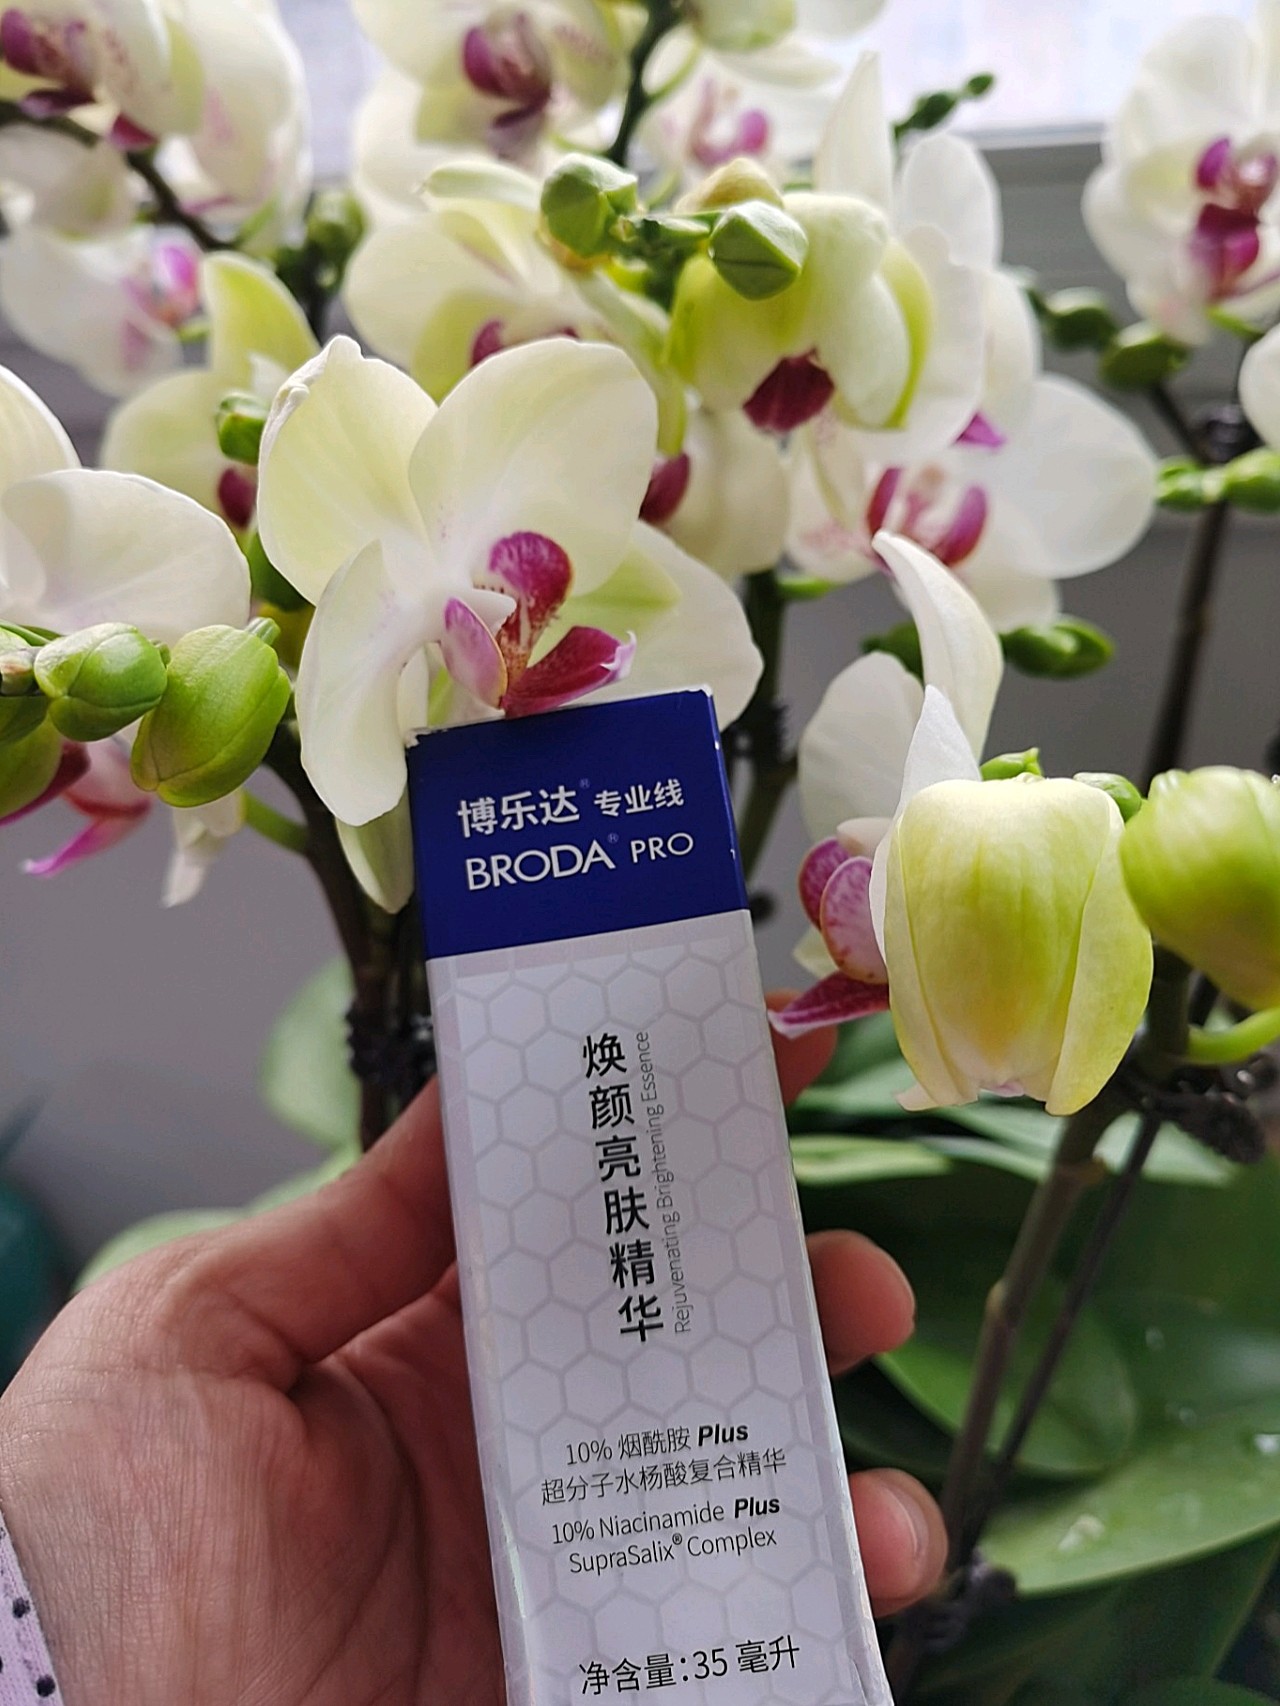 博乐达® 专业线
BRODA® PRO
焕颜亮肤精华
Rejuvenating Brightening Essence
10% 烟酰胺 Plus
超分子水杨酸复合精华
10% Niacinamide Plus
SupraSalix® Complex
净含量:35 毫升